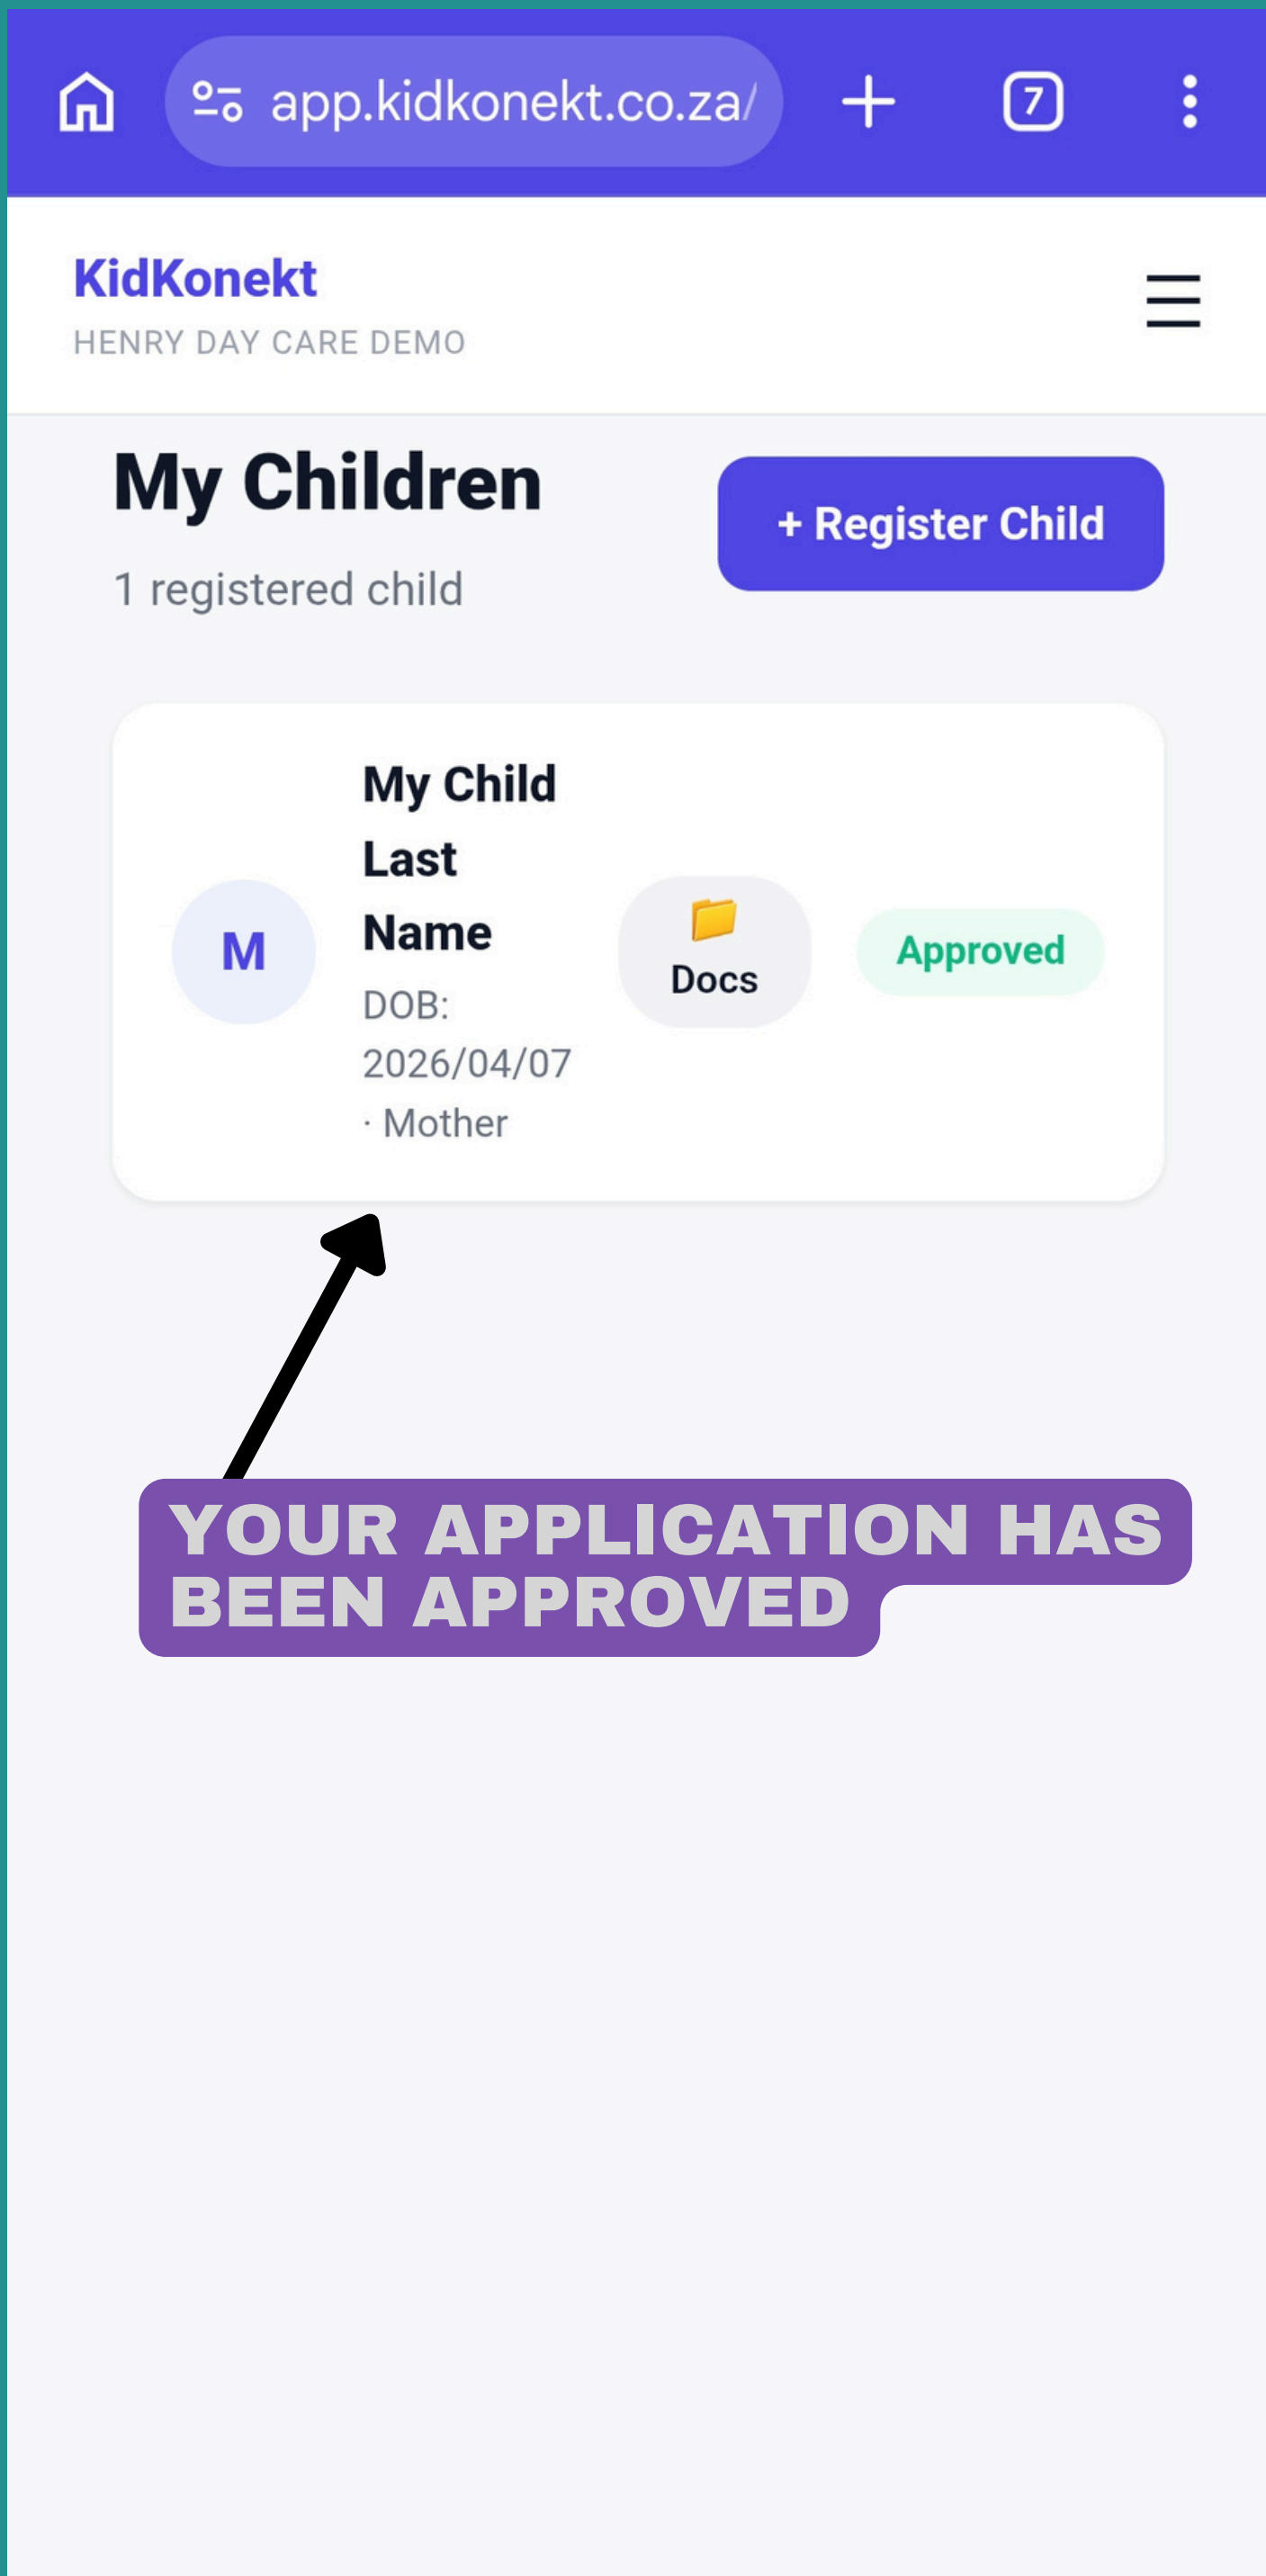 app.kidkonekt.co.za/
7
KidKonekt
HENRY DAY CARE DEMO
My Children
+ Register Child
1 registered child
My Child
Last
Name
M
Docs
Approved
DOB:
2026/04/07
· Mother
YOUR APPLICATION HAS
BEEN APPROVED